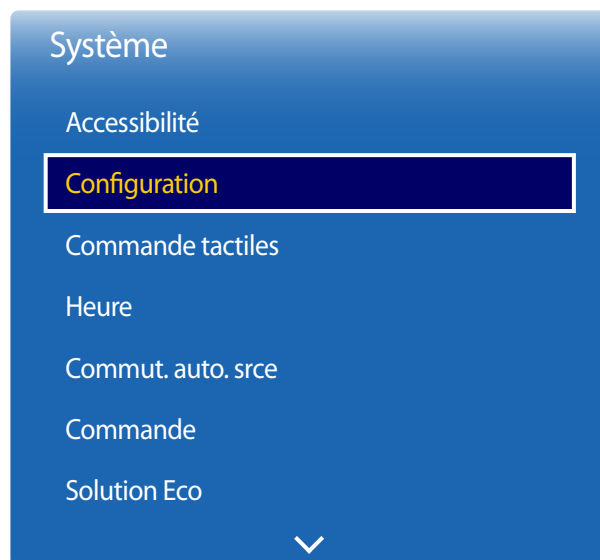 Système
Accessibilité
Configuration
Commande tactiles
Heure
Commut. auto. srce
Commande
Solution Eco